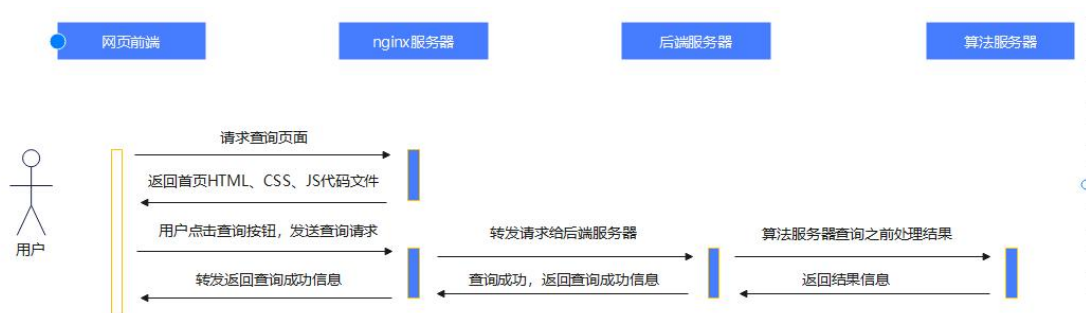 网页前端
nginx服务器
后端服务器
算法服务器
请求查询页面
返回首页HTML、CSS、JS代码文件
用户
用户点击查询按钮，发送查询请求
转发请求给后端服务器
算法服务器查询之前处理结果
转发返回查询成功信息
查询成功，返回查询成功信息
返回结果信息